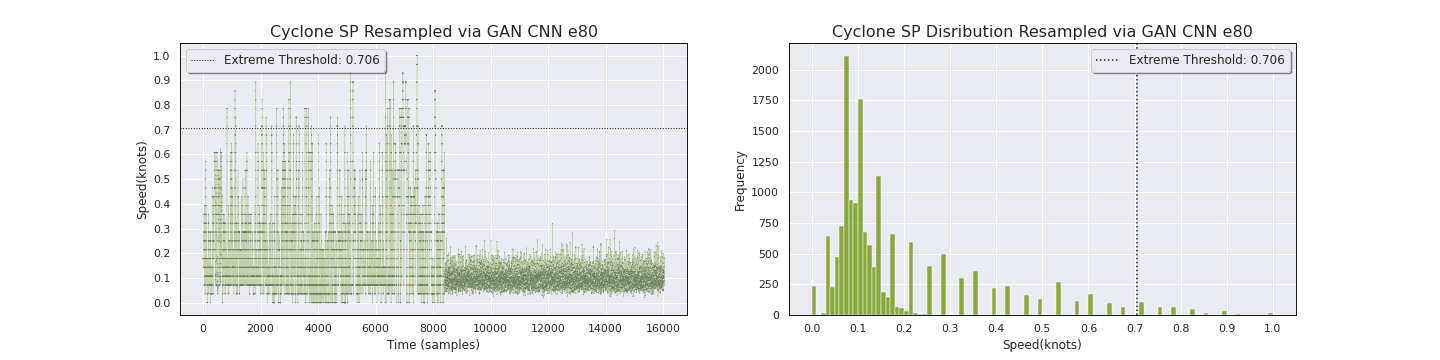 Cyclone SP Resampled via GAN CNN e80
Extreme Threshold: 0.706
Speed(knots)
1.0
0.9
0.8
0.7
0.6
0.5
0.4
0.3
0.2
0.1
0.0
0 2000 4000 6000 8000 10000 12000 14000 16000
Time (samples)
Cyclone SP Disribution Resampled via GAN CNN e80
Extreme Threshold: 0.706
Frequency
2000
1750
1500
1250
1000
750
500
250
0
0.0 0.1 0.2 0.3 0.4 0.5 0.6 0.7 0.8 0.9 1.0
Speed(knots)